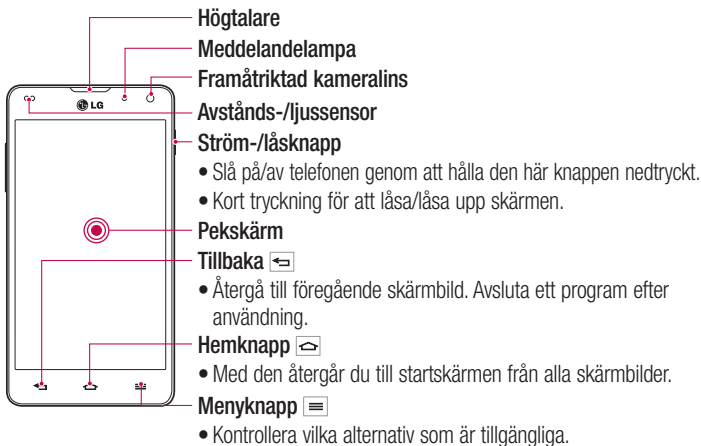 Högtalare
Meddelandelampa
Framåtriktad kameralins
Avstånds-/ljussensor
LG
Ström-/låsknapp
• Slå på/av telefonen genom att hålla den här knappen nedtryckt.
• Kort tryckning för att låsa/låsa upp skärmen.
Pekskärm
Tillbaka
• Återgå till föregående skärmbild. Avsluta ett program efter
användning.
Hemknapp
• Med den återgår du till startskärmen från alla skärmbilder.
Menyknapp
• Kontrollera vilka alternativ som är tillgängliga.